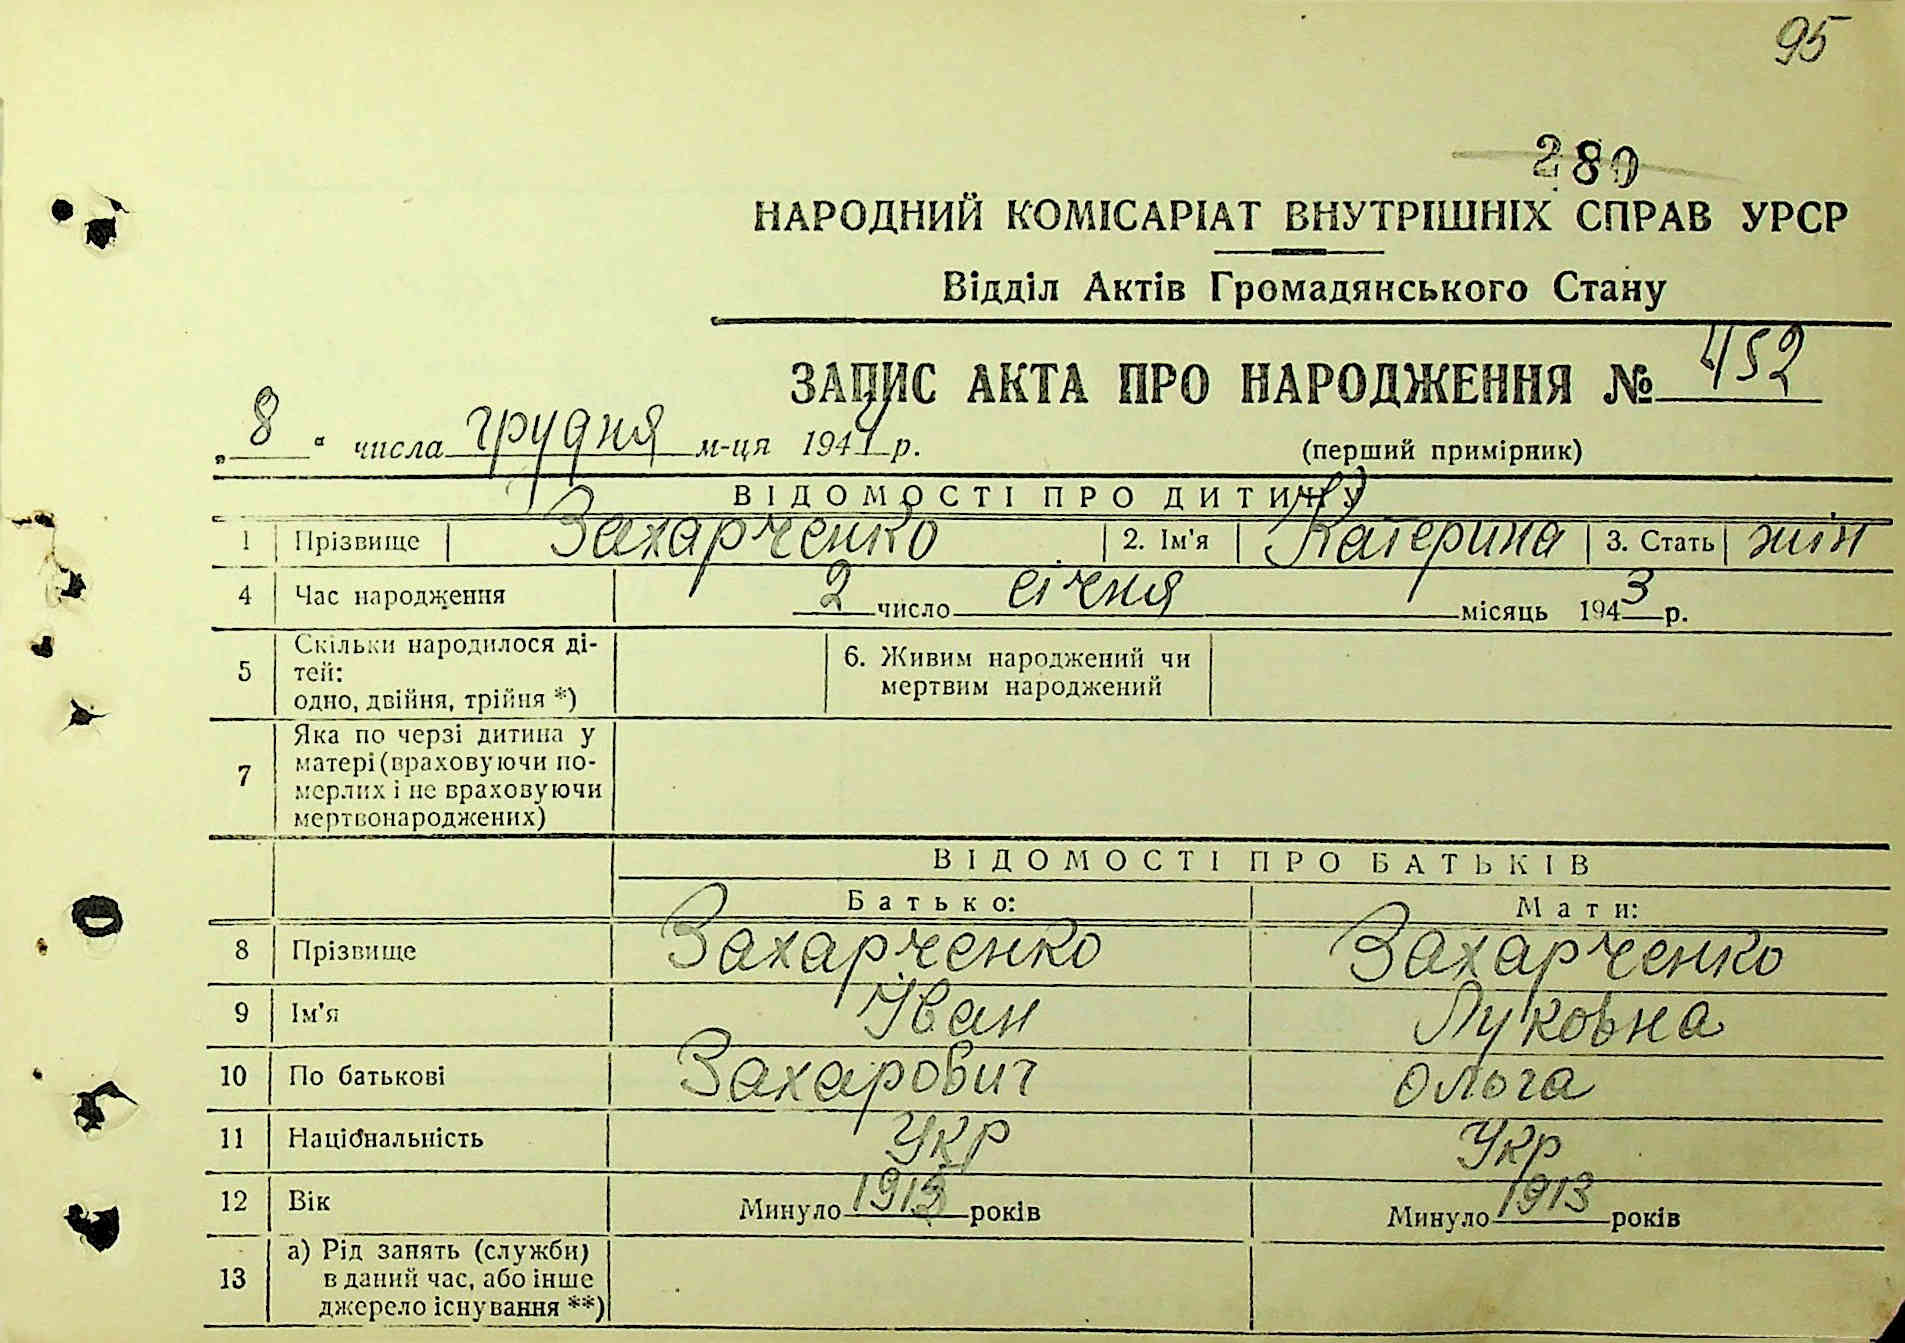 95
280
НАРОДНИЙ КОМІСАРІАТ ВНУТРІШНІХ СПРАВ УРСР
Відділ Актів Громадянського Стану
ЗАПИС АКТА ПРО НАРОДЖЕННЯ № 452
„8“ числа грудня м-ця 1944 р.
(перший примірник)
ВІДОМОСТІ ПРО ДИТИНУ
1 Прізвище Захарченко 2. Ім'я Катерина 3. Стать жін
4 Час народження 2 число січня місяць 1943 р.
5 Скільки народилося ді-
тей:
одно, двійня, трійня *)
6. Живим народжений чи
мертвим народжений
7 Яка по черзі дитина у
матері (враховуючи по-
мерлих і не враховуючи
мертвонароджених)
ВІДОМОСТІ ПРО БАТЬКІВ
Батько: Мати:
8 Прізвище Захарченко Захарченко
9 Ім'я Іван Луковна
10 По батькові Захарович Ольга
11 Національність Укр Укр
12 Вік Минуло років Минуло 1913 років
13 а) Рід занять (служби)
в даний час, або інше
джерело існування **)